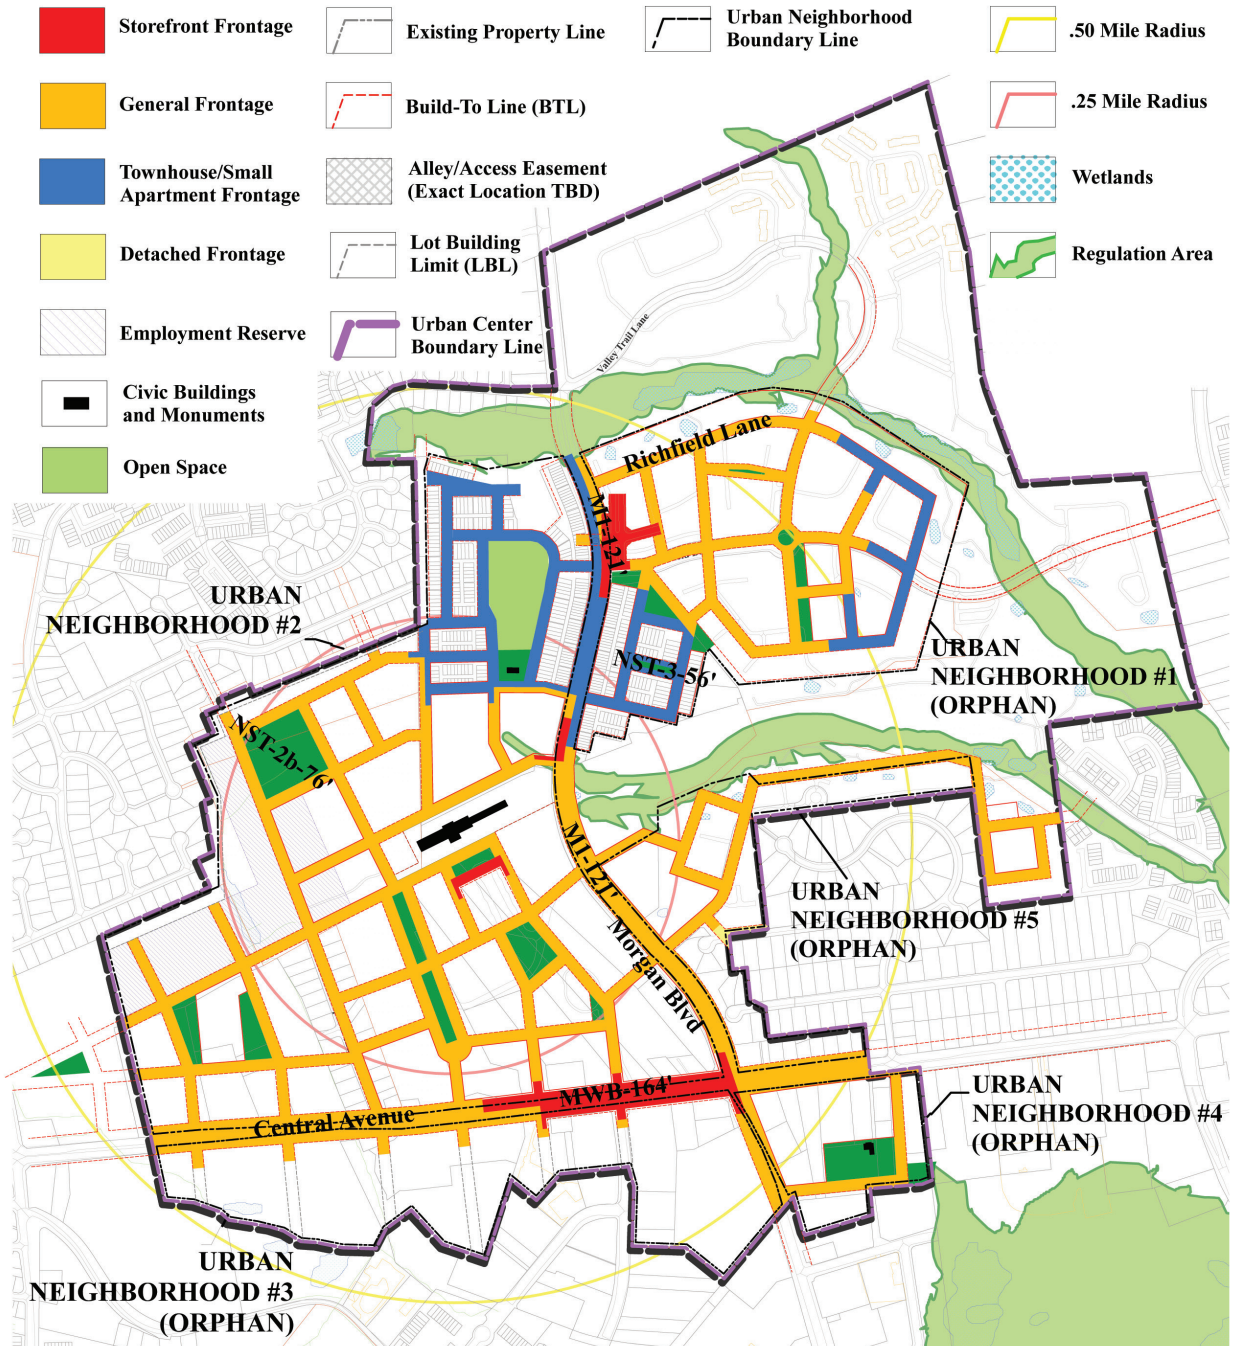 Storefront Frontage
General Frontage
Townhouse/Small
Apartment Frontage
Detached Frontage
Employment Reserve
Civic Buildings
and Monuments
Open Space
Existing Property Line
Build-To Line (BTL)
Alley/Access Easement
(Exact Location TBD)
Lot Building
Limit (LBL)
Urban Center
Boundary Line
Urban Neighborhood
Boundary Line
.50 Mile Radius
.25 Mile Radius
Wetlands
Regulation Area
Valley Trail Lane
Richfield Lane
M1-121'
URBAN
NEIGHBORHOOD #2
NST-3-56'
URBAN
NEIGHBORHOOD #1
(ORPHAN)
NST-2b-76'
M1-121'
URBAN
NEIGHBORHOOD #5
(ORPHAN)
Morgan Blvd
MWB-164'
Central Avenue
URBAN
NEIGHBORHOOD #4
(ORPHAN)
URBAN
NEIGHBORHOOD #3
(ORPHAN)